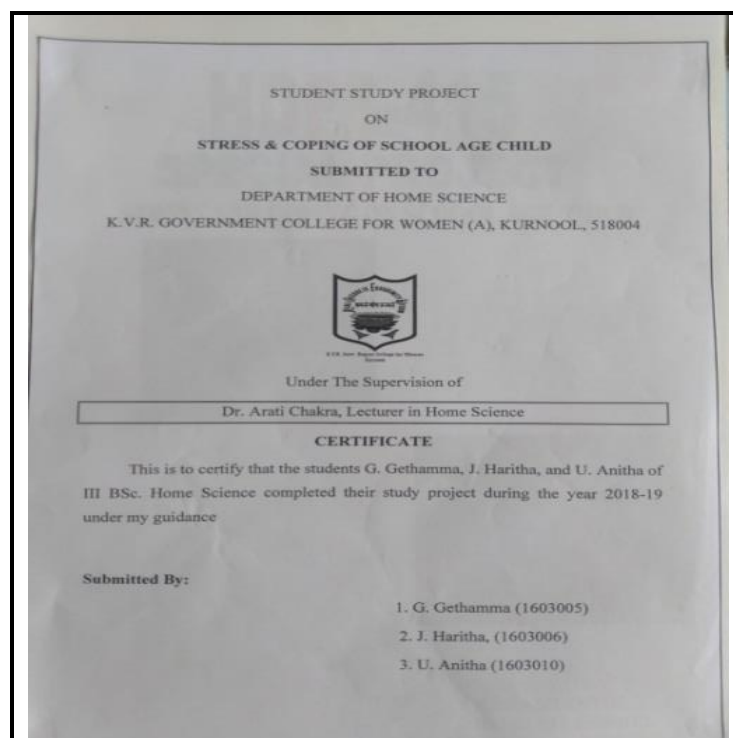 STUDENT STUDY PROJECT
ON
STRESS & COPING OF SCHOOL AGE CHILD
SUBMITTED TO
DEPARTMENT OF HOME SCIENCE
K.V.R. GOVERNMENT COLLEGE FOR WOMEN (A), KURNOOL, 518004
Under The Supervision of
Dr. Arati Chakra, Lecturer in Home Science
CERTIFICATE
This is to certify that the students G. Gethamma, J. Haritha, and U. Anitha of
III BSc. Home Science completed their study project during the year 2018-19
under my guidance
Submitted By:
1. G. Gethamma (1603005)
2. J. Haritha, (1603006)
3. U. Anitha (1603010)